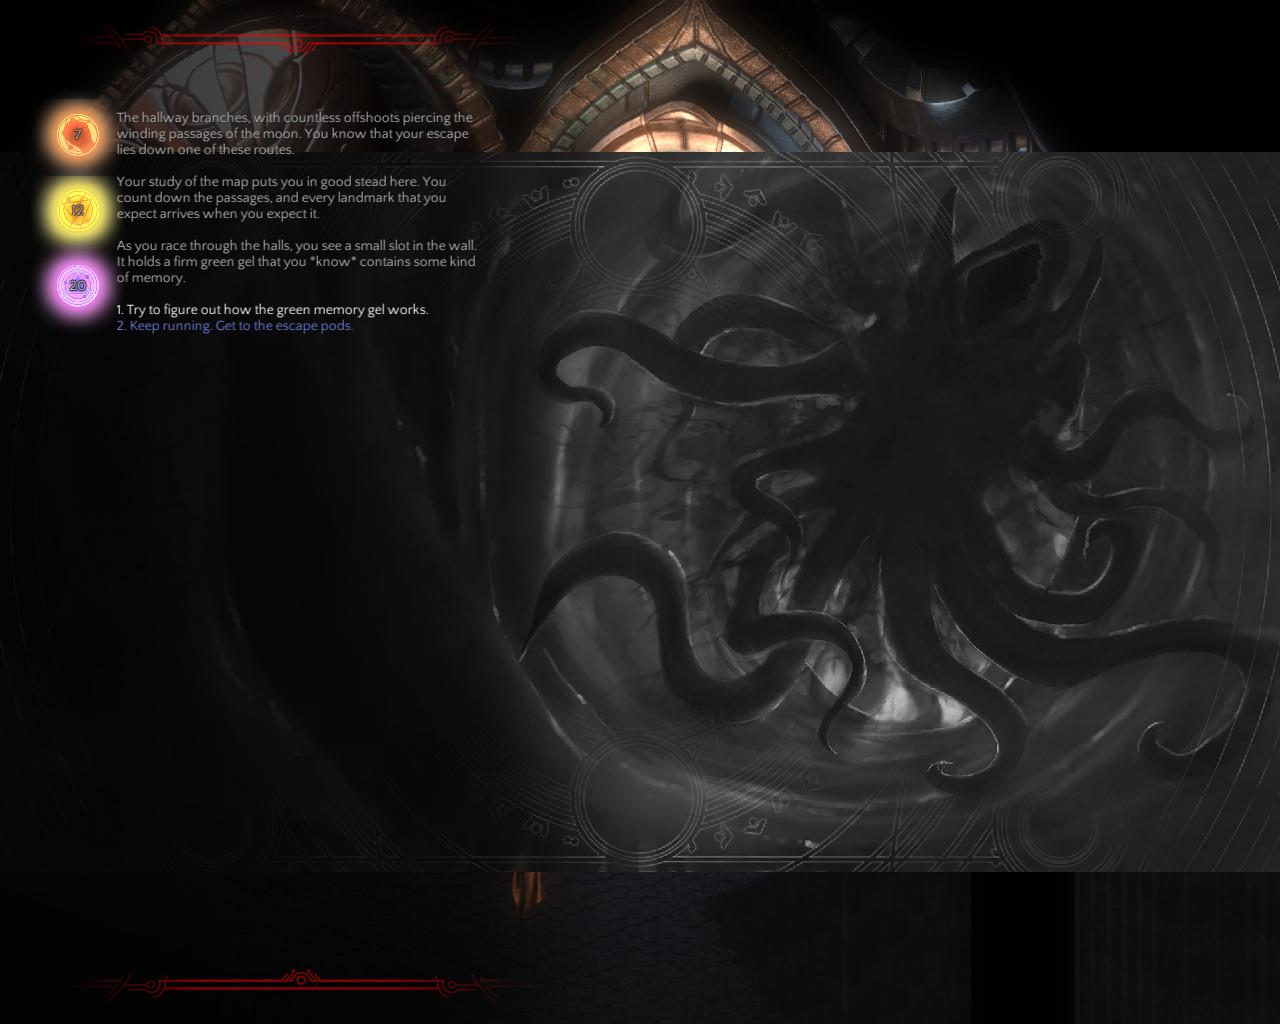 7
The hallway branches, with countless offshoots piercing the
winding passages of the moon. You know that your escape
lies down one of these routes.
12
Your study of the map puts you in good stead here. You
count down the passages, and every landmark that you
expect arrives when you expect it.
20
As you race through the halls, you see a small slot in the wall.
It holds a firm green gel that you *know* contains some kind
of memory.
1. Try to figure out how the green memory gel works.
2. Keep running. Get to the escape pods.